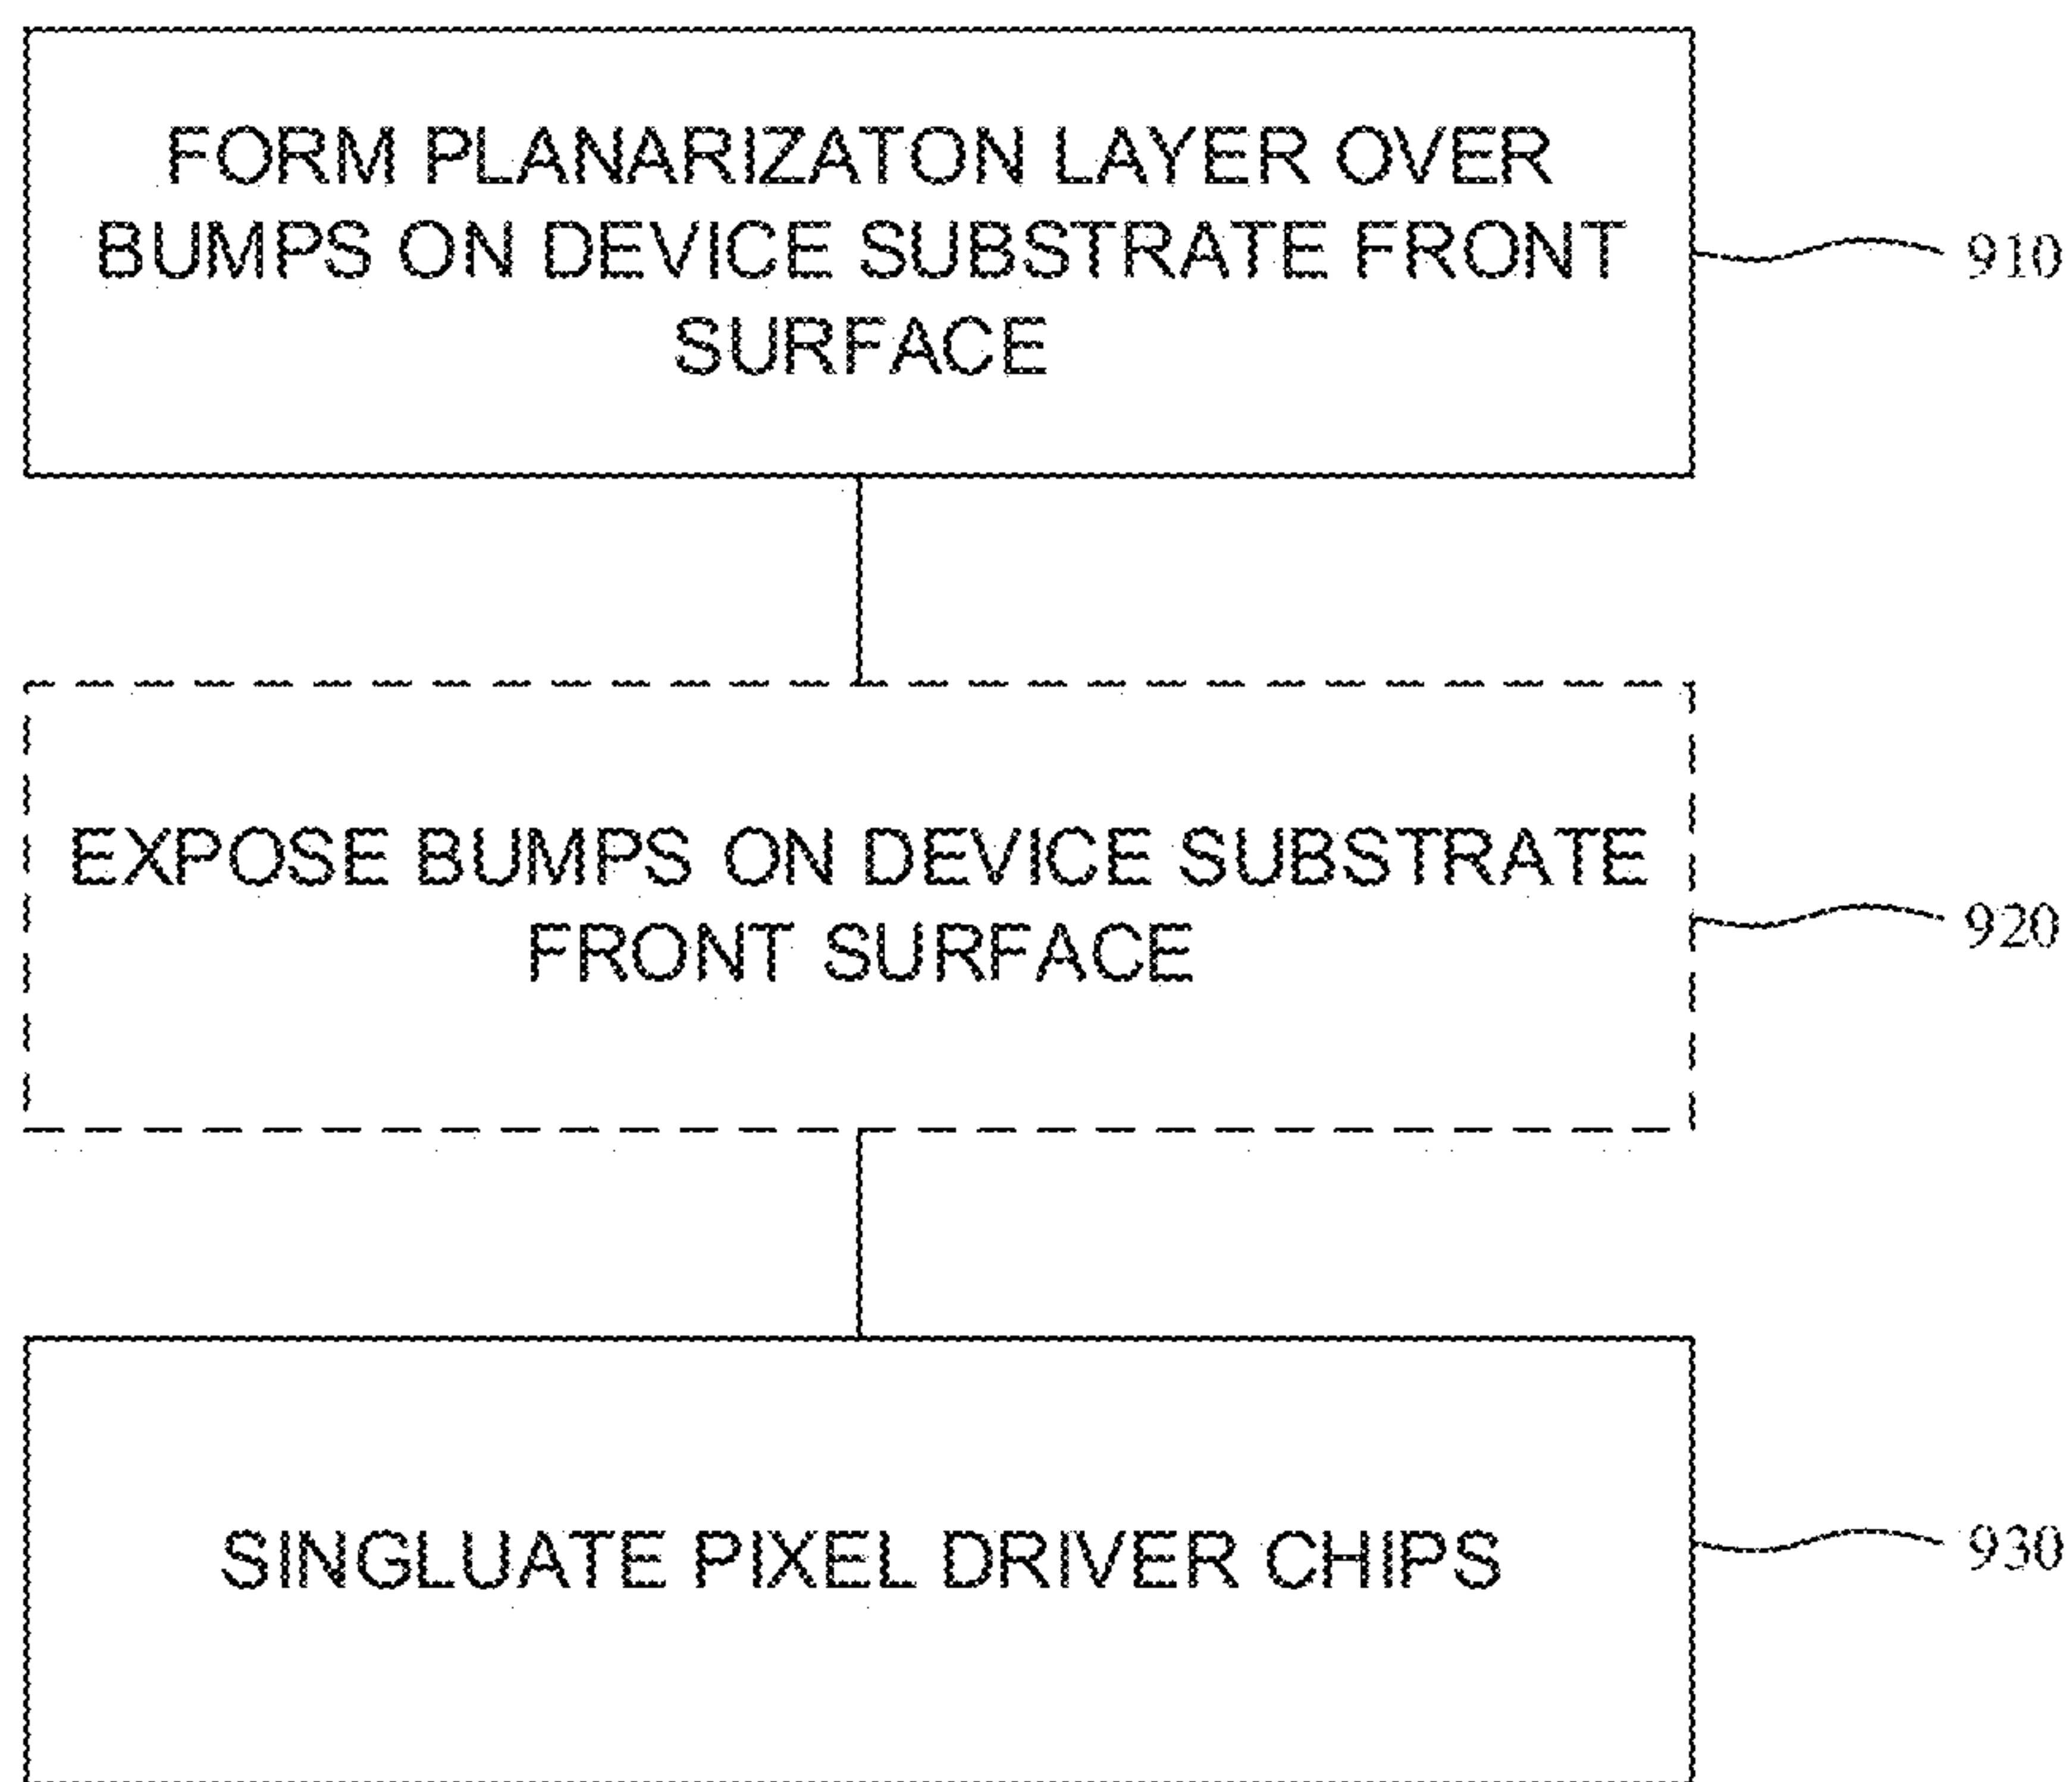 FORM PLANARIZATON LAYER OVER
BUMPS ON DEVICE SUBSTRATE FRONT
SURFACE
910
EXPOSE BUMPS ON DEVICE SUBSTRATE
FRONT SURFACE
920
SINGLUATE PIXEL DRIVER CHIPS
930